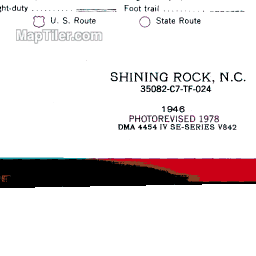 ght-duty
Foot trail
U. S. Route
State Route
MapTiler.com
SHINING ROCK, N.C.
35082-C7-TF-024
1946
PHOTOREVISED 1978
DMA 4454 IV SE-SERIES V842